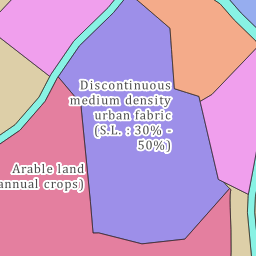 Discontinuous
medium density
urban fabric
(S.L. : 30% -
50%)
Arable land
annual crops)